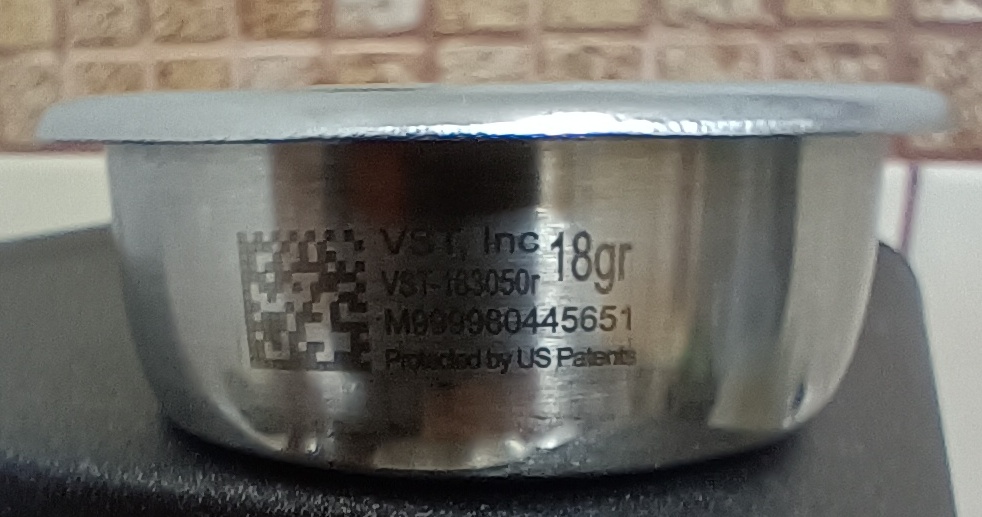 VST, Inc 18gr
VST-183050r
M999980445651
Protected by US Patents